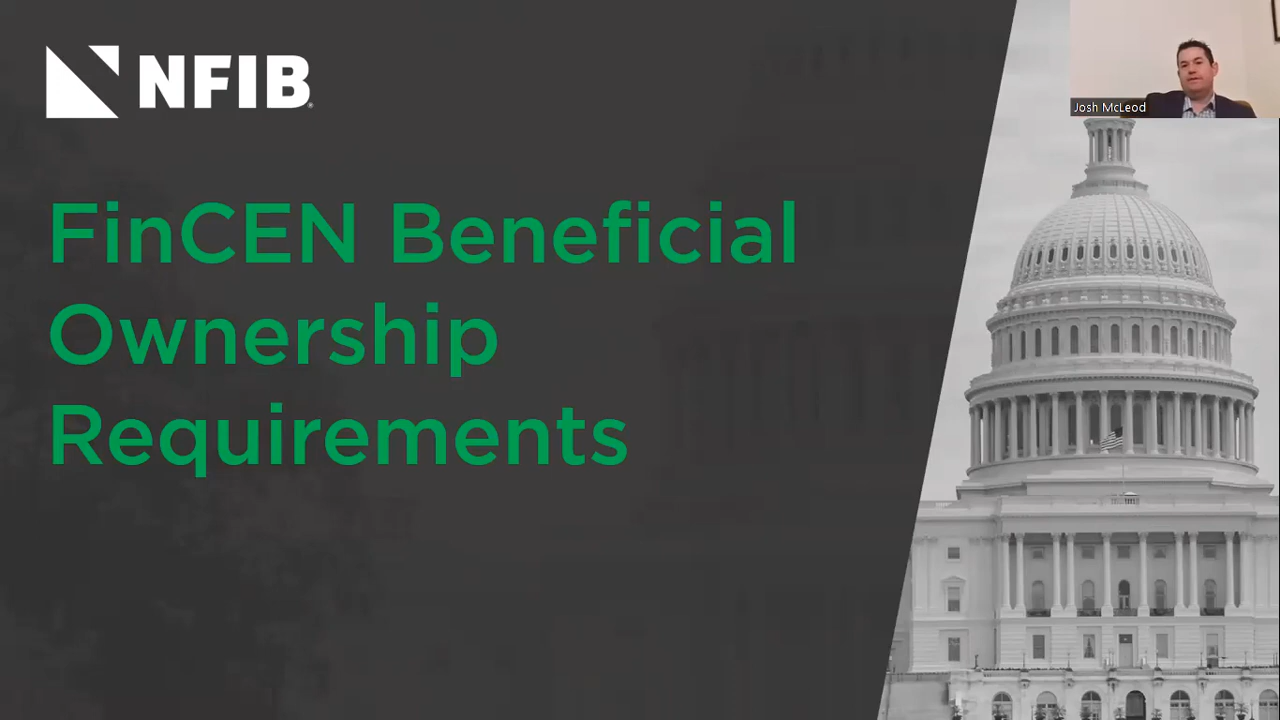 NFIB
Josh McLeod
FinCEN Beneficial
Ownership
Requirements